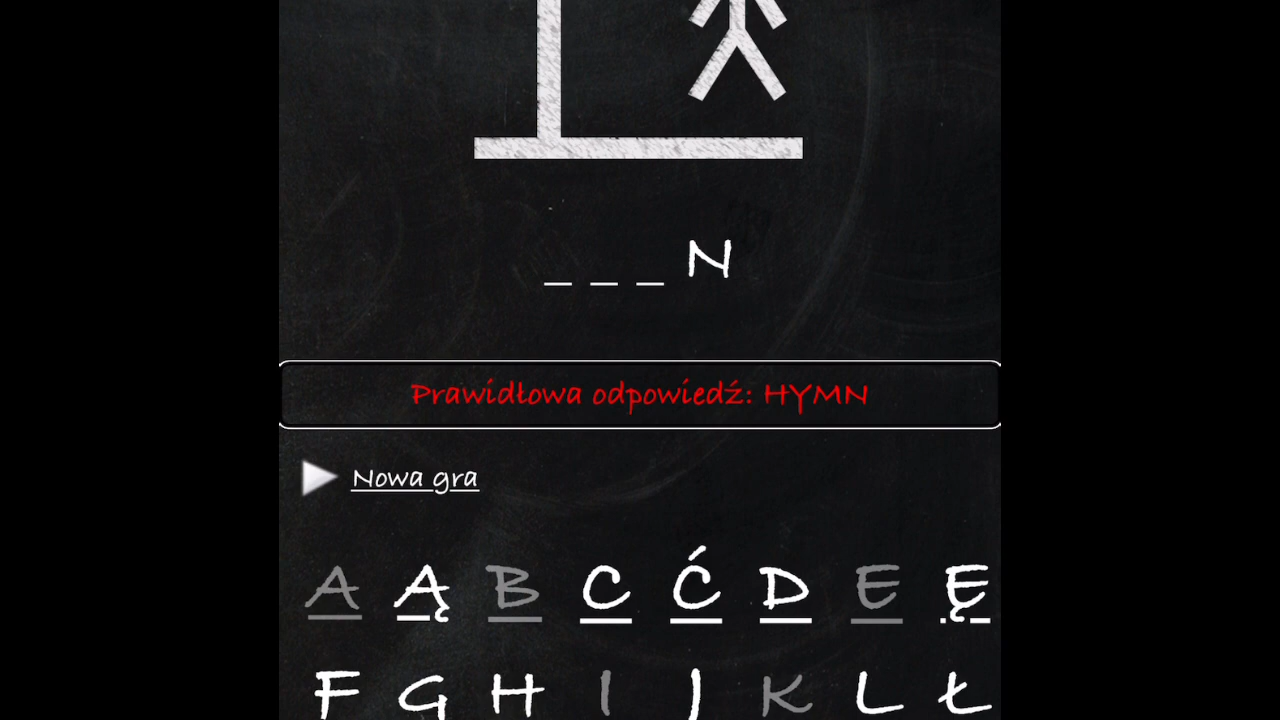 _ _ _ N
Prawidłowa odpowiedź: HYMN
Nowa gra
A Ą B C Ć D E Ę
F G H I J K L Ł